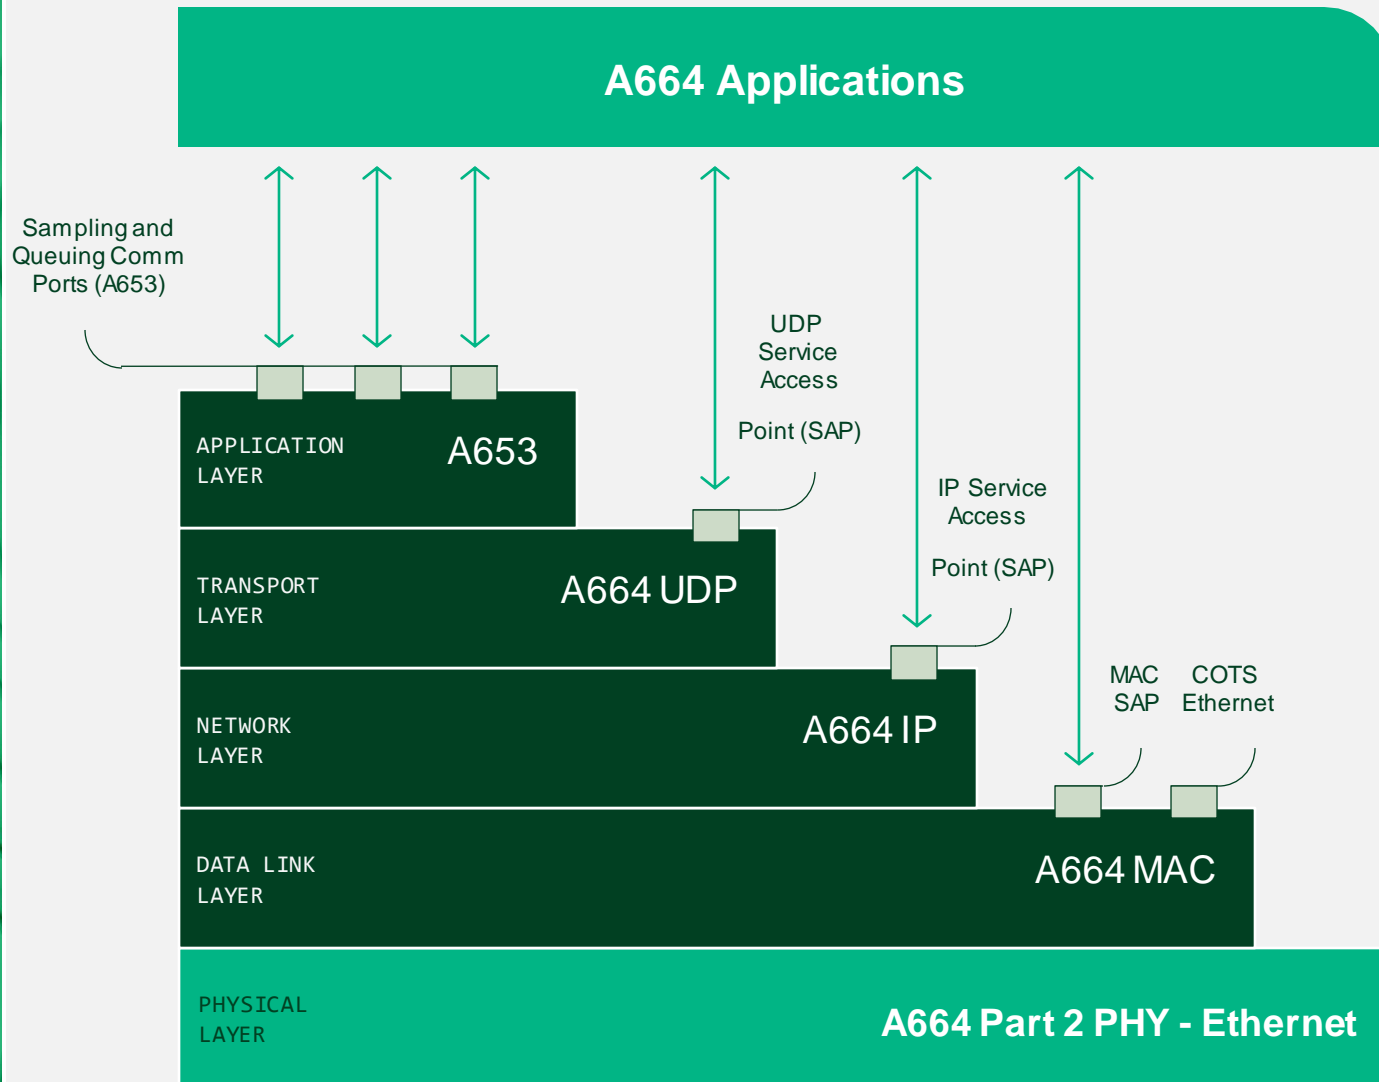 A664 Applications
Sampling and
Queuing Comm
Ports (A653)
UDP
Service
Access
Point (SAP)
IP Service
Access
Point (SAP)
MAC
SAP
COTS
Ethernet
APPLICATION
LAYER
A653
TRANSPORT
LAYER
A664 UDP
NETWORK
LAYER
A664 IP
DATA LINK
LAYER
A664 MAC
PHYSICAL
LAYER
A664 Part 2 PHY - Ethernet